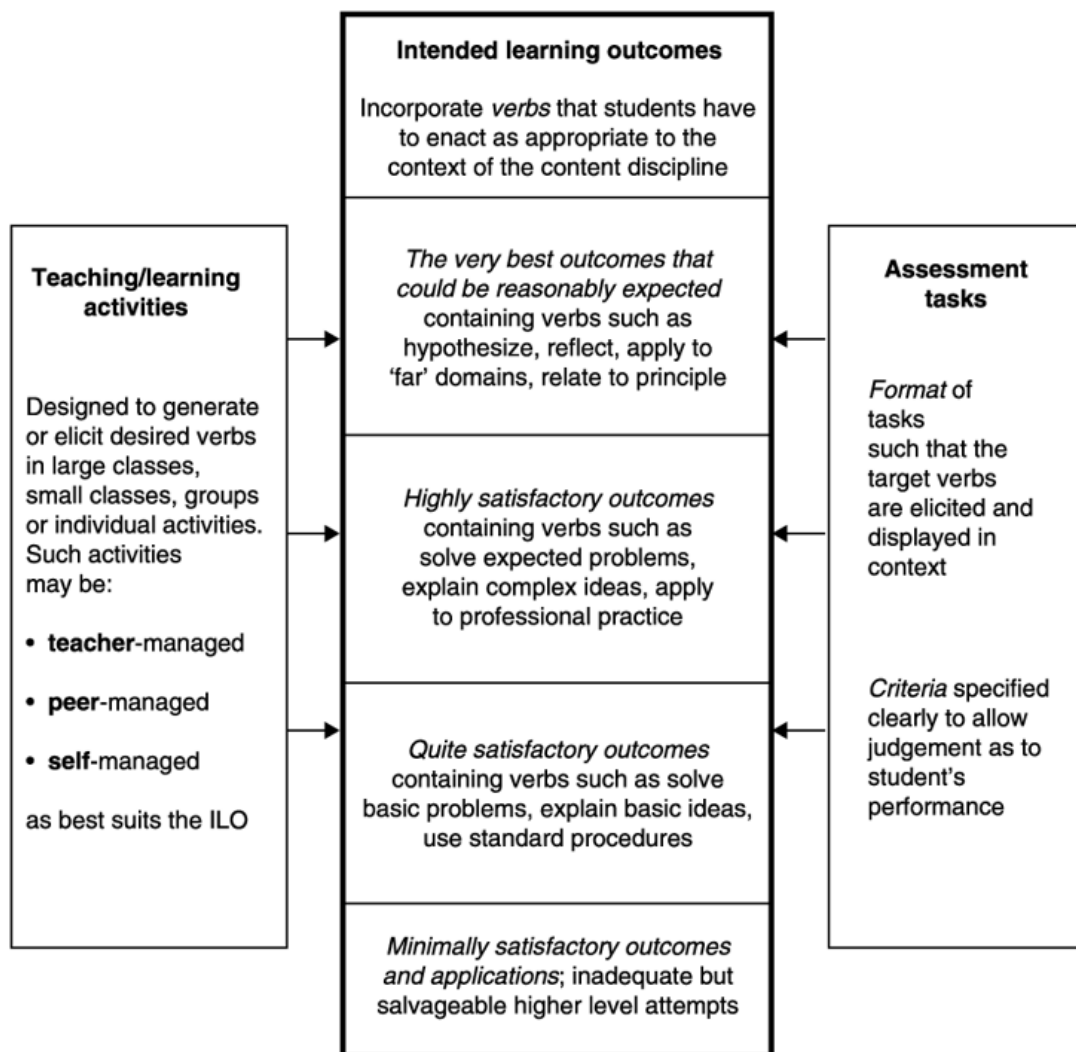 Intended learning outcomes
Incorporate verbs that students have
to enact as appropriate to the
context of the content discipline
Teaching/learning
activities
Designed to generate
or elicit desired verbs
in large classes,
small classes, groups
or individual activities.
Such activities
may be:
• teacher-managed
• peer-managed
• self-managed
as best suits the ILO
The very best outcomes that
could be reasonably expected
containing verbs such as
hypothesize, reflect, apply to
‘far’ domains, relate to principle
Highly satisfactory outcomes
containing verbs such as
solve expected problems,
explain complex ideas, apply
to professional practice
Quite satisfactory outcomes
containing verbs such as solve
basic problems, explain basic ideas,
use standard procedures
Minimally satisfactory outcomes
and applications; inadequate but
salvageable higher level attempts
Assessment
tasks
Format of
tasks
such that the
target verbs
are elicited and
displayed in
context
Criteria specified
clearly to allow
judgement as to
student’s
performance